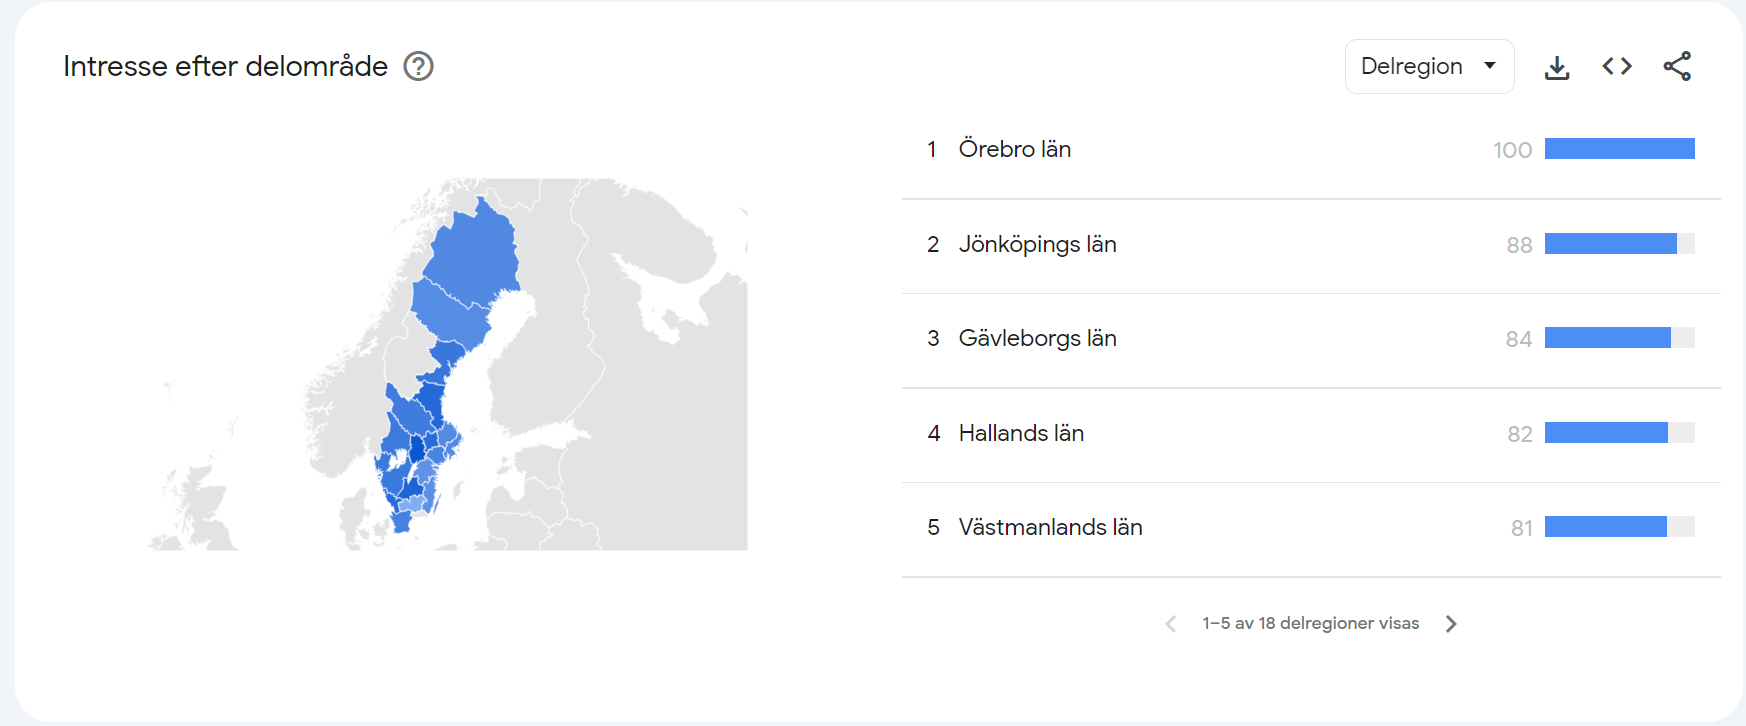 Intresse efter delområde ?
Delregion
1 Örebro län 100
2 Jönköpings län 88
3 Gävleborgs län 84
4 Hallands län 82
5 Västmanlands län 81
1–5 av 18 delregioner visas